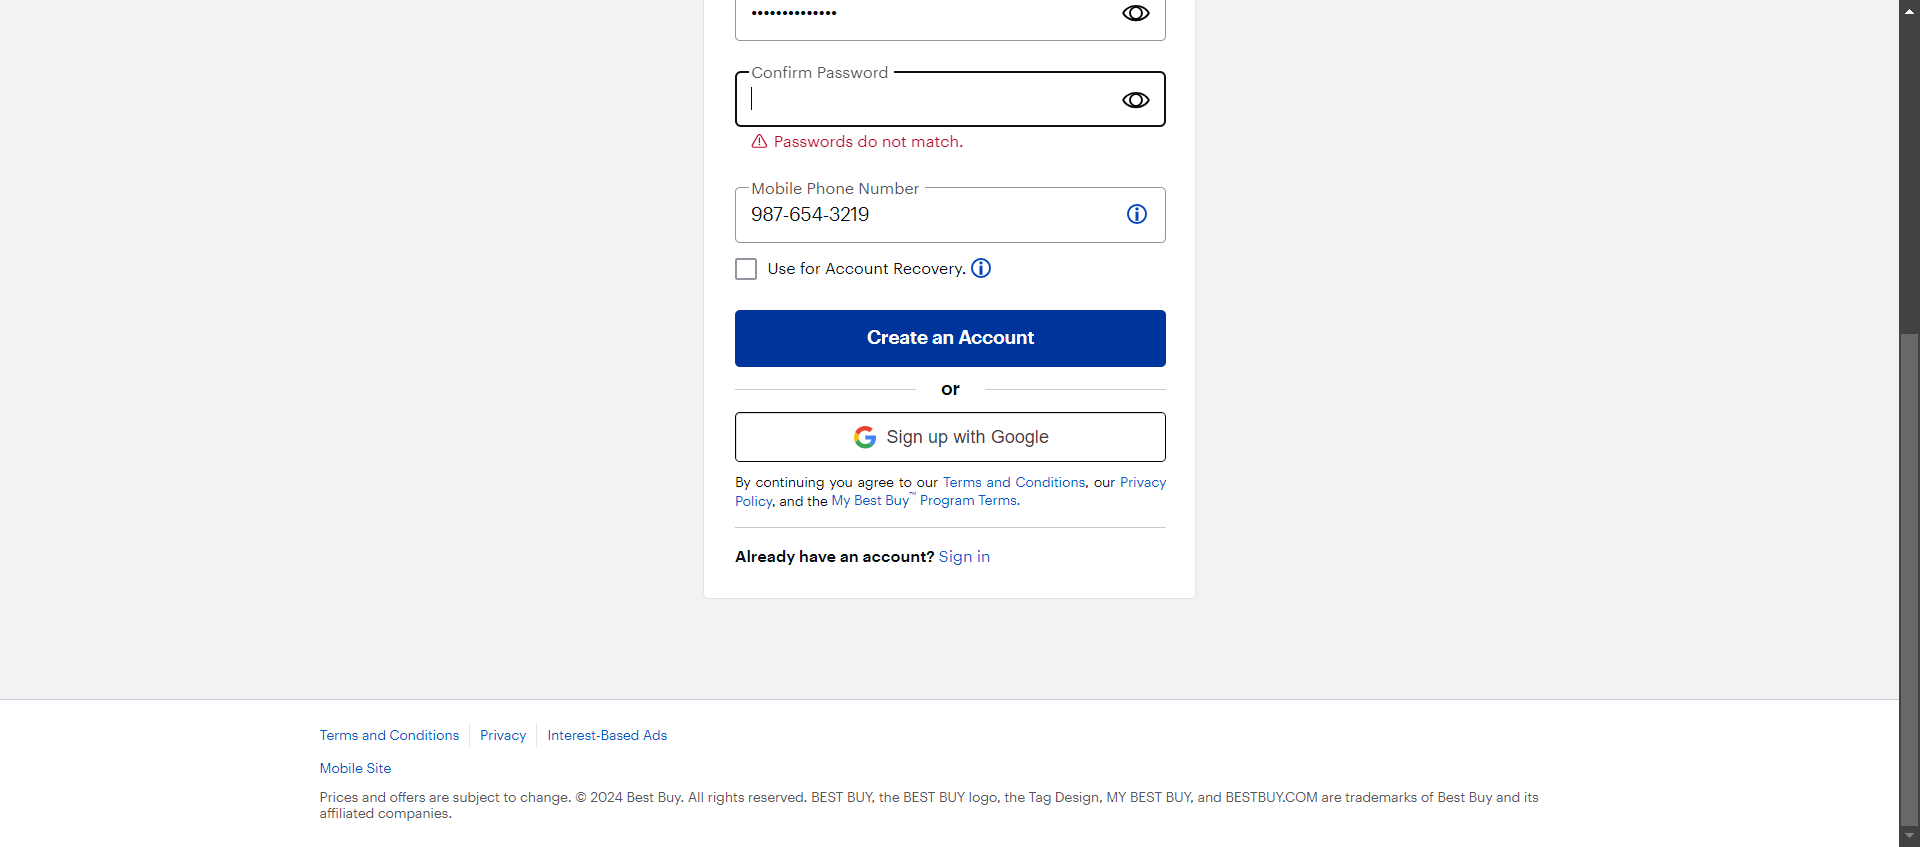 ••••••••••••••
Confirm Password
Passwords do not match.
Mobile Phone Number
987-654-3219
Use for Account Recovery.
Create an Account
or
Sign up with Google
By continuing you agree to our Terms and Conditions, our Privacy
Policy, and the My Best Buy™ Program Terms.
Already have an account? Sign in
Terms and Conditions
Privacy
Interest-Based Ads
Mobile Site
Prices and offers are subject to change. © 2024 Best Buy. All rights reserved. BEST BUY, the BEST BUY logo, the Tag Design, MY BEST BUY, and BESTBUY.COM are trademarks of Best Buy and its
affiliated companies.